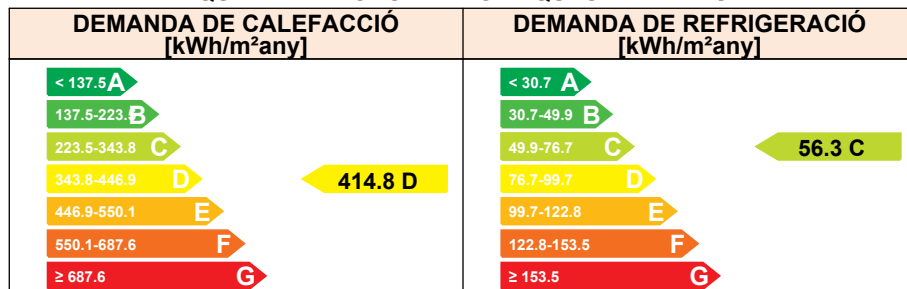 DEMANDA DE CALEFACCIÓ
[kWh/m²any]
< 137.5 A
137.5-223.5 B
223.5-343.8 C
343.8-446.9 D
446.9-550.1 E
550.1-687.6 F
≥ 687.6 G
414.8 D
DEMANDA DE REFRIGERACIÓ
[kWh/m²any]
< 30.7 A
30.7-49.9 B
49.9-76.7 C
76.7-99.7 D
99.7-122.8 E
122.8-153.5 F
≥ 153.5 G
56.3 C